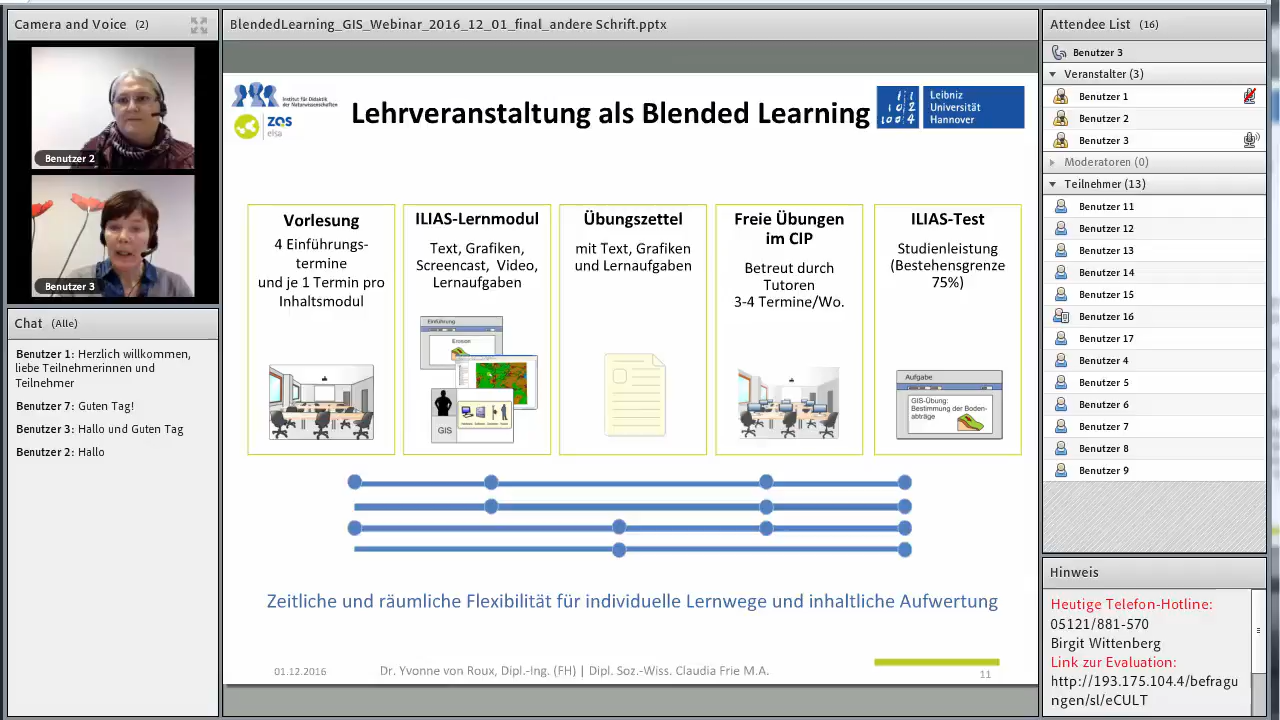 Camera and Voice (2)
Benutzer 2
Benutzer 3
Chat (Alle)
Benutzer 1: Herzlich willkommen,
liebe Teilnehmerinnen und
Teilnehmer
Benutzer 7: Guten Tag!
Benutzer 3: Hallo und Guten Tag
Benutzer 2: Hallo
BlendedLearning_GIS_Webinar_2016_12_01_final_andere Schrift.pptx
Institut für Didaktik
der Naturwissenschaften
ZQS
elsa
Lehrveranstaltung als Blended Learning
Leibniz
Universität
Hannover
Vorlesung
4 Einführungs-
termine
und je 1 Termin pro
Inhaltsmodul
ILIAS-Lernmodul
Text, Grafiken,
Screencast, Video,
Lernaufgaben
Einführung
Erosion
GIS
Übungszettel
mit Text, Grafiken
und Lernaufgaben
Freie Übungen
im CIP
Betreut durch
Tutoren
3-4 Termine/Wo.
ILIAS-Test
Studienleistung
(Bestehensgrenze
75%)
Aufgabe
GIS-Übung:
Bestimmung der Boden-
abträge
Zeitliche und räumliche Flexibilität für individuelle Lernwege und inhaltliche Aufwertung
01.12.2016
Dr. Yvonne von Roux, Dipl.-Ing. (FH) | Dipl. Soz.-Wiss. Claudia Frie M.A.
11
Attendee List (16)
Benutzer 3
Veranstalter (3)
Benutzer 1
Benutzer 2
Benutzer 3
Moderatoren (0)
Teilnehmer (13)
Benutzer 11
Benutzer 12
Benutzer 13
Benutzer 14
Benutzer 15
Benutzer 16
Benutzer 17
Benutzer 4
Benutzer 5
Benutzer 6
Benutzer 7
Benutzer 8
Benutzer 9
Hinweis
Heutige Telefon-Hotline:
05121/881-570
Birgit Wittenberg
Link zur Evaluation:
http://193.175.104.4/befragu
ngen/sl/eCULT